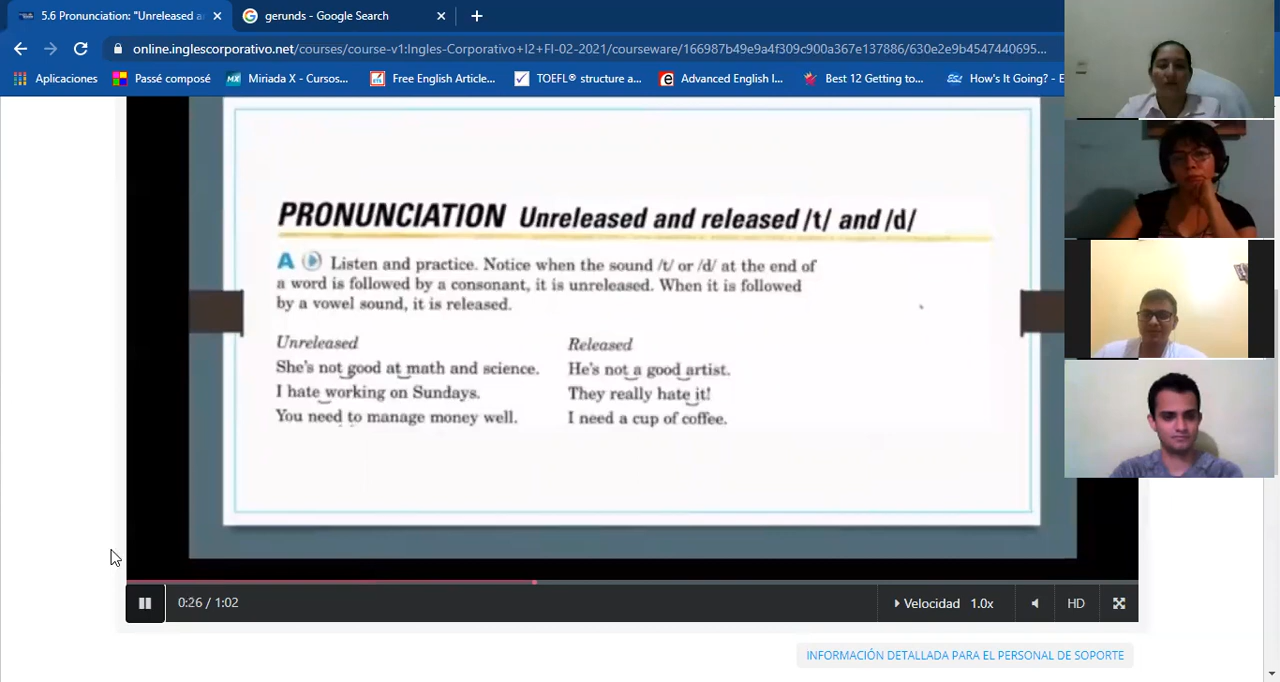 5.6 Pronunciation: "Unreleased a
gerunds - Google Search
online.inglescorporativo.net/courses/course-v1:Ingles-Corporativo+I2+FI-02-2021/courseware/166987b49e9a4f309c900a367e137886/630e2e9b4547440695...
Aplicaciones
Passé composé
Miriada X - Cursos...
Free English Article...
TOEFL® structure a...
Advanced English l...
Best 12 Getting to...
How's It Going? - E
PRONUNCIATION Unreleased and released /t/ and /d/
A Listen and practice. Notice when the sound /t/ or /d/ at the end of
a word is followed by a consonant, it is unreleased. When it is followed
by a vowel sound, it is released.
Unreleased
She's not good at math and science.
I hate working on Sundays.
You need to manage money well.
Released
He's not a good artist.
They really hate it!
I need a cup of coffee.
0:26 / 1:02
Velocidad 1.0x
HD
INFORMACIÓN DETALLADA PARA EL PERSONAL DE SOPORTE